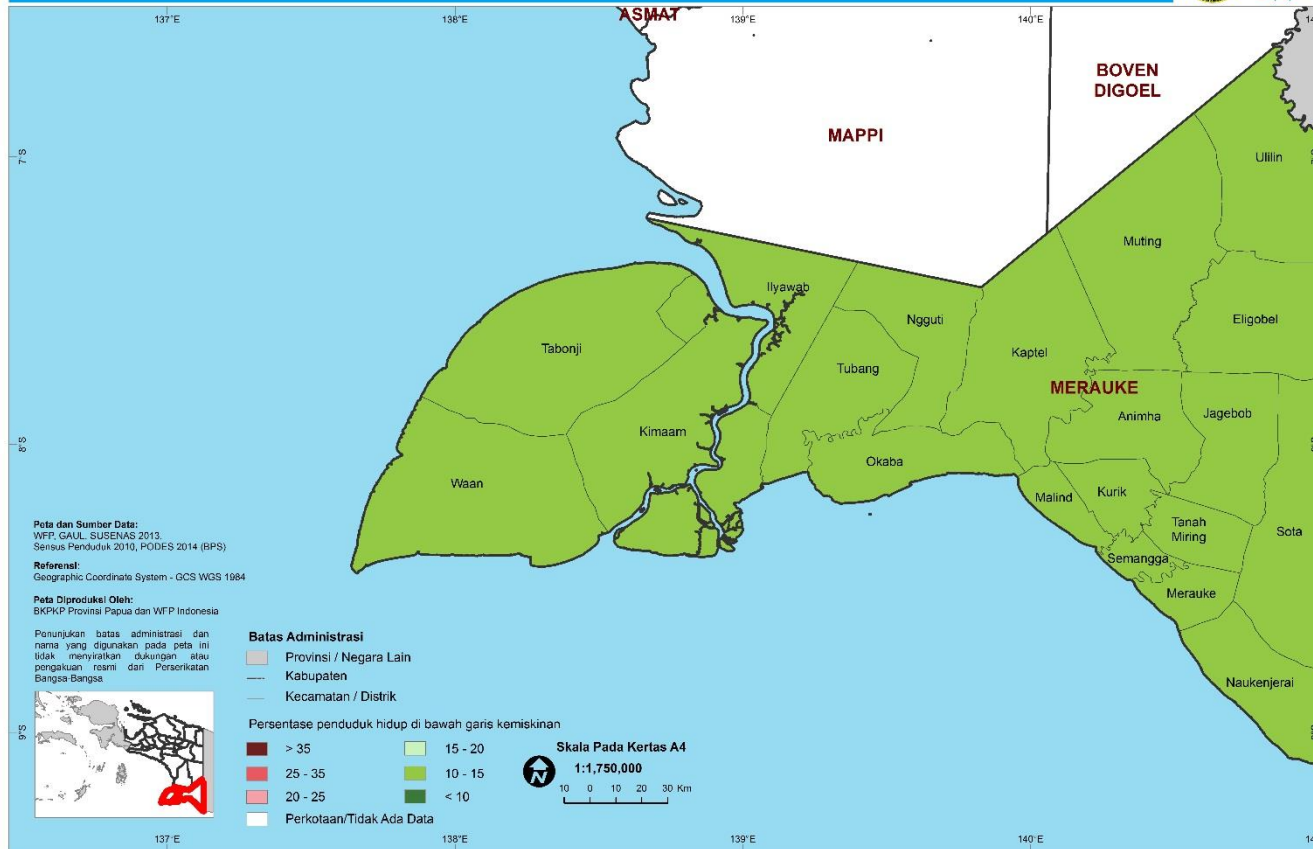 137°E
138°E
139°E
140°E
ASMAT
BOVEN
DIGOEL
MAPPI
7°S
Ulilin
Muting
Ilyawab
Ngguti
Eligobel
Tabonji
Kaptel
Tubang
MERAUKE
Animha
Jagebob
Kimaam
8°S
Okaba
Waan
Malind
Kurik
Tanah
Miring
Sota
Semangga
Merauke
Naukenjerai
Peta dan Sumber Data:
WFP, GAUL, SUSENAS 2013,
Sensus Penduduk 2010, PODES 2014 (BPS)
Referensi:
Geographic Coordinate System - GCS WGS 1984
Peta Diproduksi Oleh:
BKPKP Provinsi Papua dan WFP Indonesia
Penunjukan batas administrasi dan
nama yang digunakan pada peta ini
tidak menyiratkan dukungan atau
pengakuan resmi dari Perserikatan
Bangsa-Bangsa
Batas Administrasi
Provinsi / Negara Lain
Kabupaten
Kecamatan / Distrik
Persentase penduduk hidup di bawah garis kemiskinan
> 35
25 - 35
20 - 25
15 - 20
10 - 15
< 10
Perkotaan/Tidak Ada Data
N
Skala Pada Kertas A4
1:1,750,000
10 0 10 20 30 Km
9°S
137°E
138°E
139°E
140°E